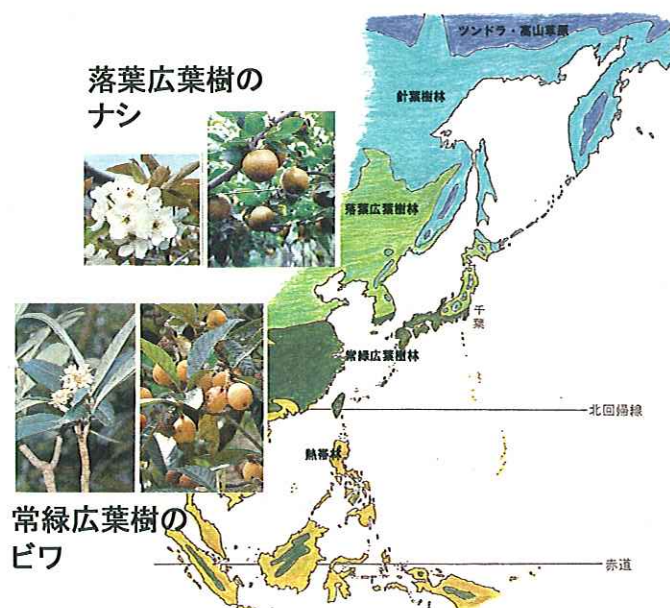 ツンドラ・高山草原
落葉広葉樹の
ナシ
針葉樹林
落葉広葉樹林
千葉
常緑広葉樹林
北回帰線
熱帯林
常緑広葉樹の
ビワ
赤道